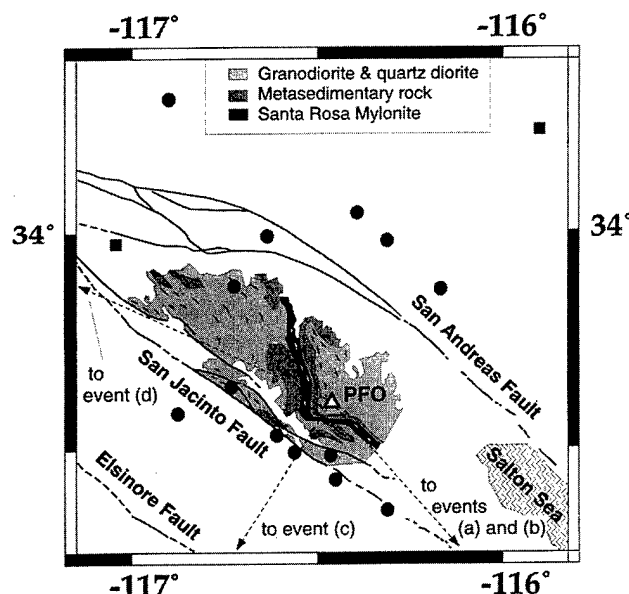 -117° -116°
Granodiorite & quartz diorite
Metasedimentary rock
Santa Rosa Mylonite
34° 34°
San Andreas Fault
to
event (d)
San Jacinto Fault
PFO
Elsinore Fault
Salton Sea
to
events
(a) and (b)
to event (c)
-117° -116°